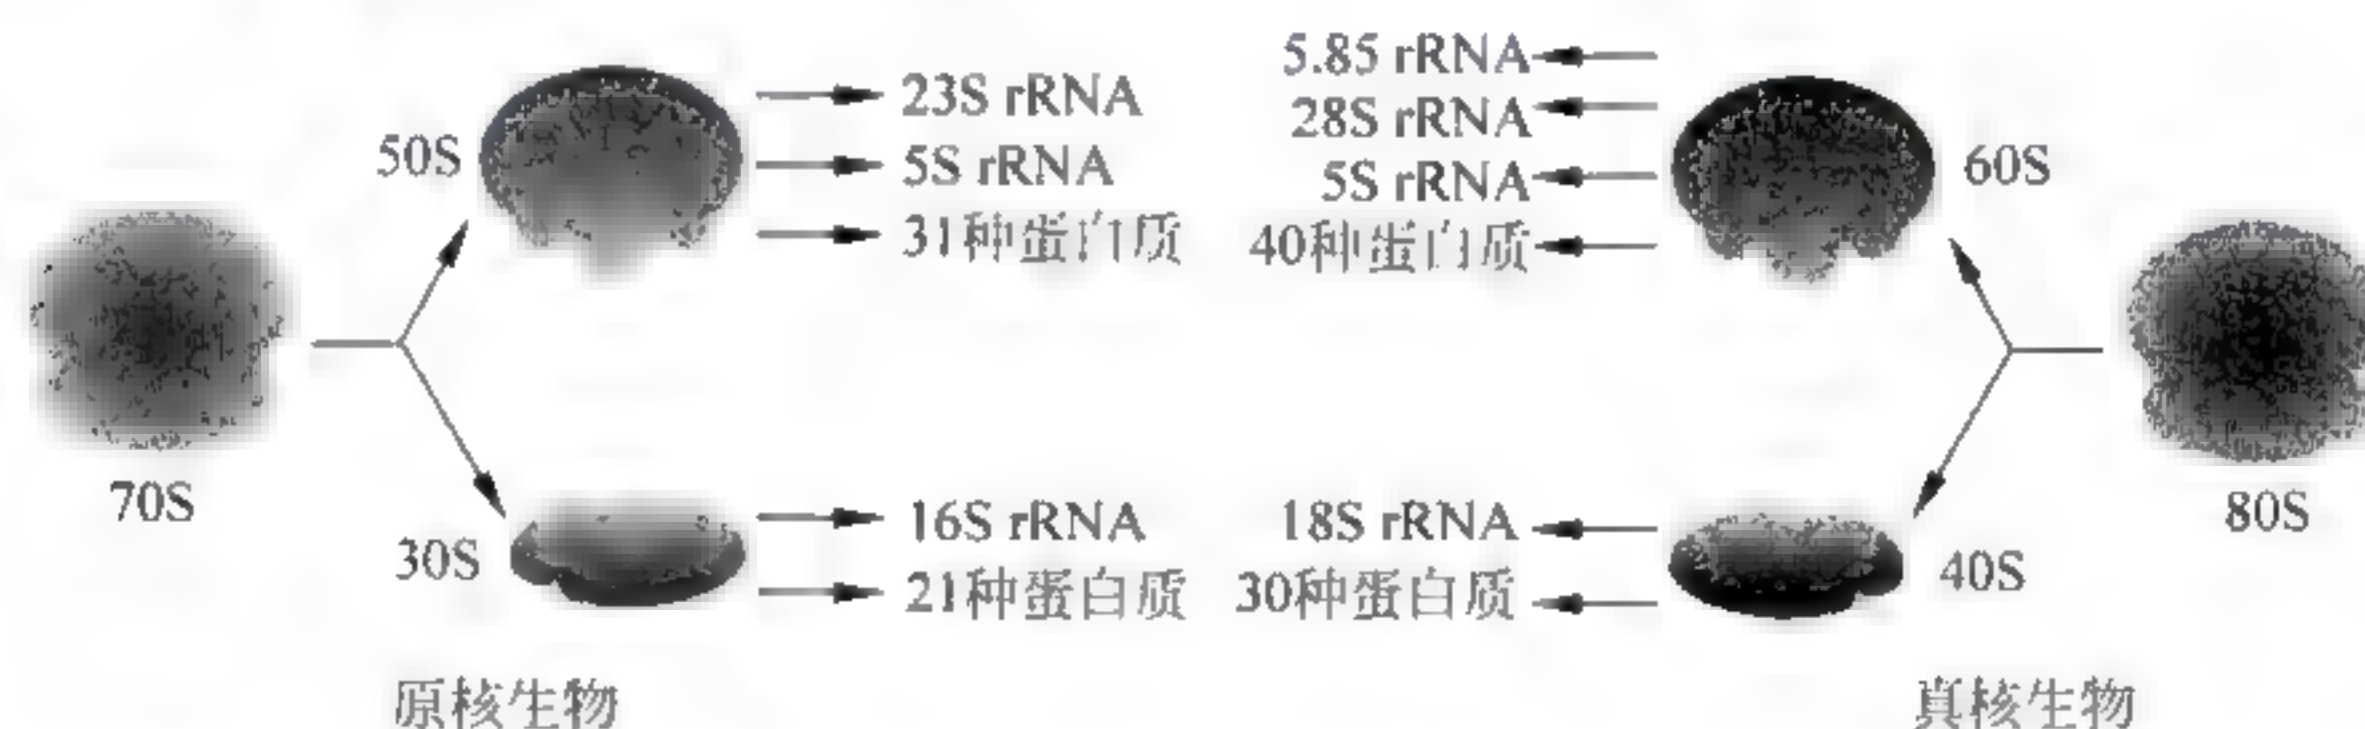 50S
23S rRNA
5S rRNA
31种蛋白质
70S
30S
16S rRNA
21种蛋白质
原核生物
5.85 rRNA
28S rRNA
5S rRNA
40种蛋白质
60S
80S
18S rRNA
30种蛋白质
40S
真核生物